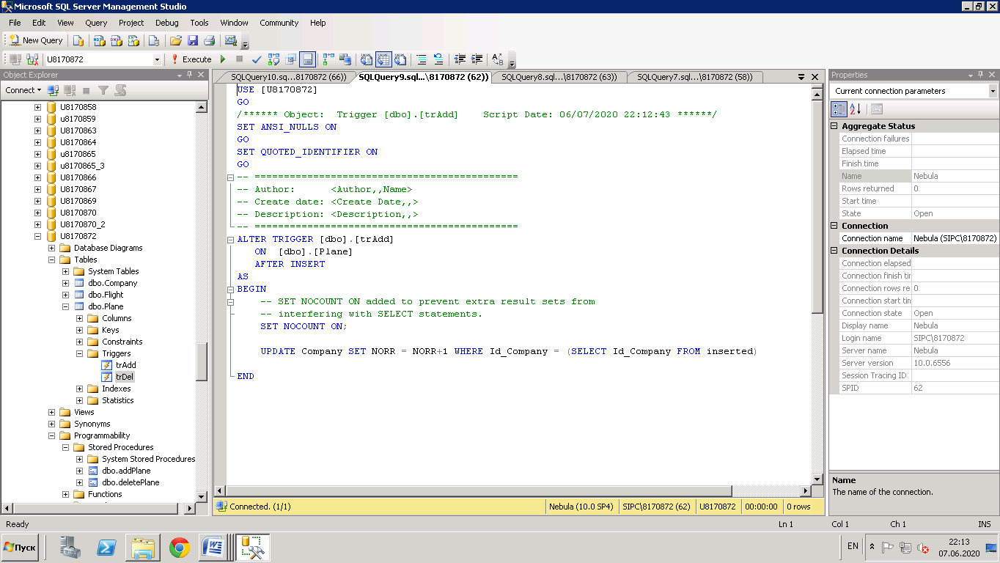 Microsoft SQL Server Management Studio
File Edit View Query Project Debug Tools Window Community Help
New Query
U8170872 Execute
Object Explorer
Connect
U8170858
u8170859
U8170863
U8170864
u8170865
u8170865_3
U8170866
U8170867
U8170869
U8170870
U8170870_2
U8170872
Database Diagrams
Tables
System Tables
dbo.Company
dbo.Flight
dbo.Plane
Columns
Keys
Constraints
Triggers
trAdd
trDel
Indexes
Statistics
Views
Synonyms
Programmability
Stored Procedures
System Stored Procedures
dbo.addPlane
dbo.deletePlane
Functions
SQLQuery10.sq...8170872 (66)) SQLQuery9.sql...\8170872 (62)) SQLQuery8.sql...\8170872 (63)) SQLQuery7.sql...\8170872 (58))
USE [U8170872]
GO
/****** Object:  Trigger [dbo].[trAdd]    Script Date: 06/07/2020 22:12:43 ******/
SET ANSI_NULLS ON
GO
SET QUOTED_IDENTIFIER ON
GO
-- =============================================
-- Author:      <Author,,Name>
-- Create date: <Create Date,,>
-- Description: <Description,,>
-- =============================================
ALTER TRIGGER [dbo].[trAdd]
ON  [dbo].[Plane]
AFTER INSERT
AS
BEGIN
-- SET NOCOUNT ON added to prevent extra result sets from
-- interfering with SELECT statements.
SET NOCOUNT ON;
UPDATE Company SET NORR = NORR+1 WHERE Id_Company = (SELECT Id_Company FROM inserted)
END
Connected. (1/1) Nebula (10.0 SP4) SIPC\8170872 (62) U8170872 00:00:00 0 rows
Properties
Current connection parameters
Aggregate Status
Connection failures
Elapsed time
Finish time
Name Nebula
Rows returned 0
Start time
State Open
Connection
Connection name Nebula (SIPC\8170872)
Connection Details
Connection elapsed
Connection finish tir
Connection rows re 0
Connection start tin
Connection state Open
Display name Nebula
Login name SIPC\8170872
Server name Nebula
Server version 10.0.6556
Session Tracing ID
SPID 62
Name
The name of the connection.
Ready Ln 1 Col 1 Ch 1 INS
Пуск EN 22:13
07.06.2020